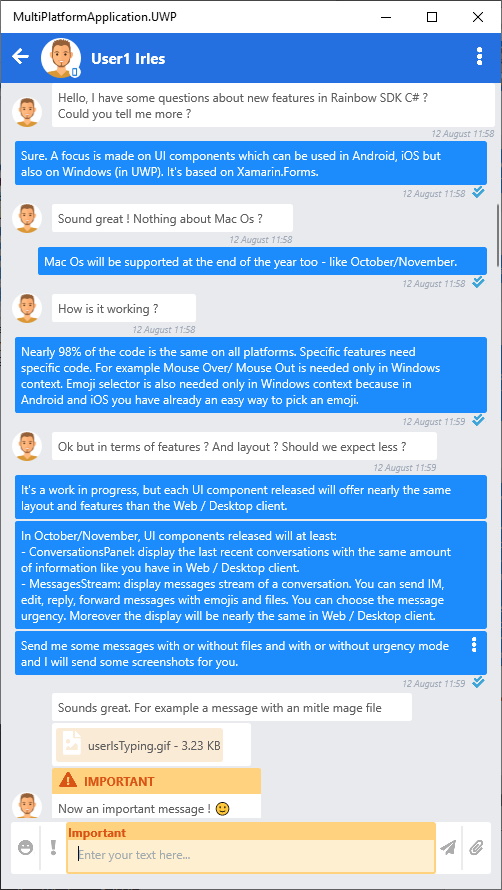 MultiPlatformApplication.UWP
User1 Irles
Hello, I have some questions about new features in Rainbow SDK C# ?
Could you tell me more ?
12 August 11:58
Sure. A focus is made on UI components which can be used in Android, iOS but
also on Windows (in UWP). It's based on Xamarin.Forms.
12 August 11:58
Sound great ! Nothing about Mac Os ?
12 August 11:58
Mac Os will be supported at the end of the year too - like October/November.
12 August 11:58
How is it working ?
12 August 11:58
Nearly 98% of the code is the same on all platforms. Specific features need
specific code. For example Mouse Over/ Mouse Out is needed only in Windows
context. Emoji selector is also needed only in Windows context because in
Android and iOS you have already an easy way to pick an emoji.
12 August 11:59
Ok but in terms of features ? And layout ? Should we expect less ?
12 August 11:59
It's a work in progress, but each UI component released will offer nearly the same
layout and features than the Web / Desktop client.
In October/November, UI components released will at least:
- ConversationsPanel: display the last recent conversations with the same amount
of information like you have in Web / Desktop client.
- MessagesStream: display messages stream of a conversation. You can send IM,
edit, reply, forward messages with emojis and files. You can choose the message
urgency. Moreover the display will be nearly the same in Web / Desktop client.
Send me some messages with or without files and with or without urgency mode
and I will send some screenshots for you.
12 August 11:59
Sounds great. For example a message with an mitle mage file
userIsTyping.gif - 3.23 KB
IMPORTANT
Now an important message ! 🙂
Important
Enter your text here...